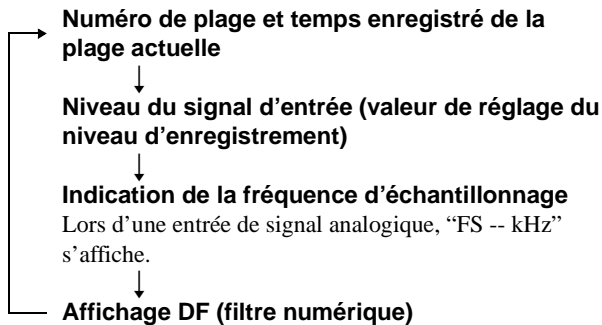 Numéro de plage et temps enregistré de la
plage actuelle
Niveau du signal d’entrée (valeur de réglage du
niveau d’enregistrement)
Indication de la fréquence d’échantillonnage
Lors d’une entrée de signal analogique, “FS -- kHz”
s’affiche.
Affichage DF (filtre numérique)